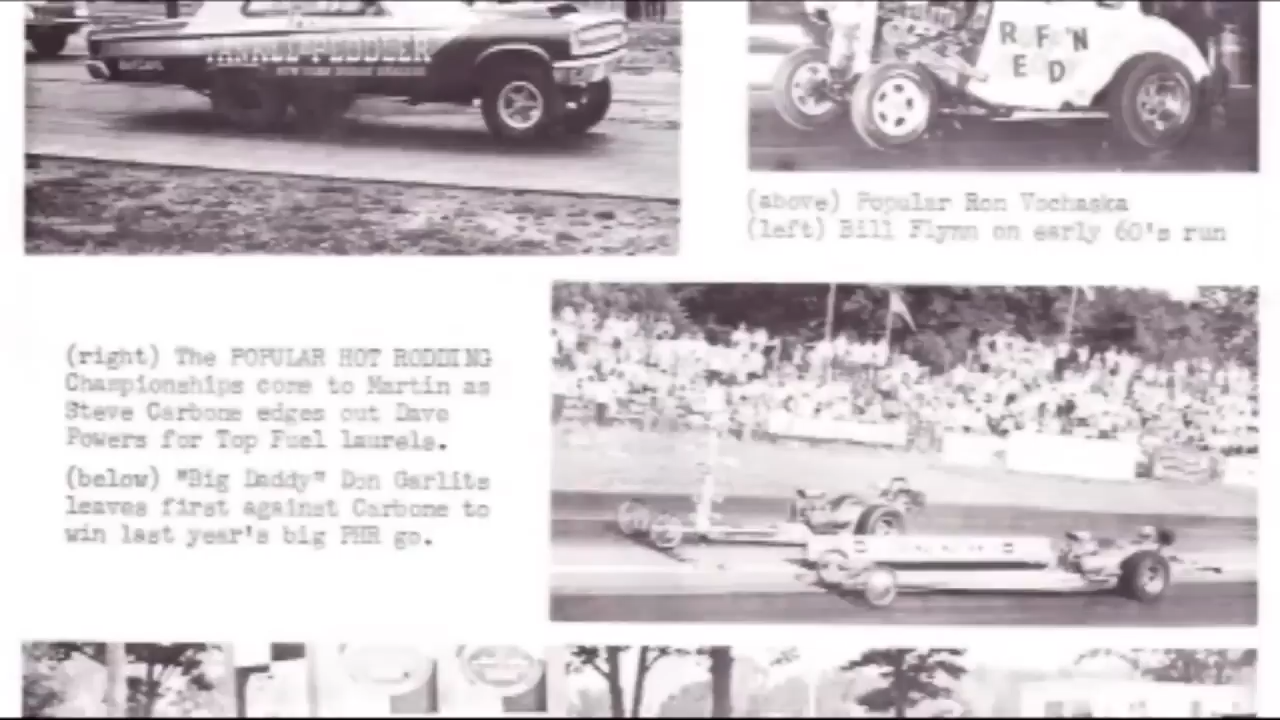 YANKEE PEDDLER
R F N
E D
(above) Popular Ron Vochaska
(left) Bill Flynn on early 60's run
(right) The POPULAR HOT RODDING
Championships come to Martin as
Steve Carbone edges out Dave
Powers for Top Fuel laurels.
(below) "Big Daddy" Don Garlits
leaves first against Carbone to
win last year's big PHR go.